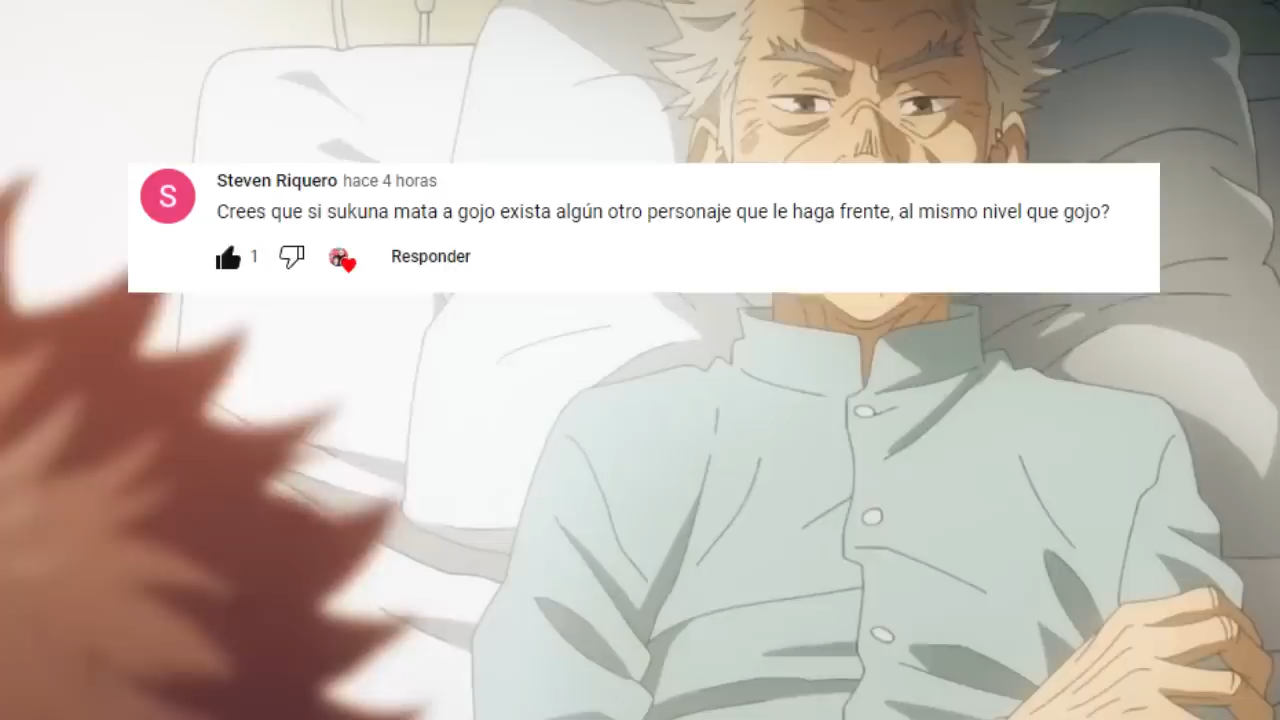 S
Steven Riquero hace 4 horas
Crees que si sukuna mata a gojo exista algún otro personaje que le haga frente, al mismo nivel que gojo?
1 Responder